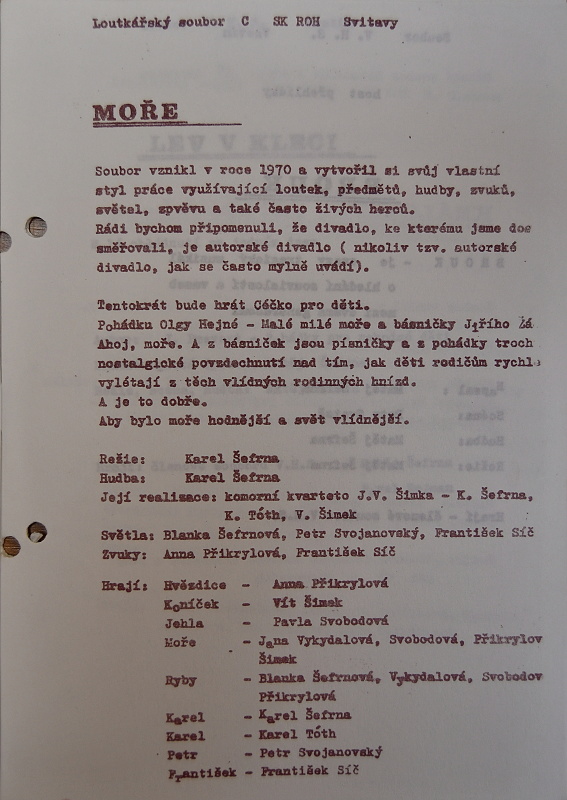 Loutkářský soubor C SK ROH Svitavy
MOŘE
Soubor vznikl v roce 1970 a vytvořil si svůj vlastní
styl práce využívající loutek, předmětů, hudby, zvuků,
světel, zpvěvu a také často živých herců.
Rádi bychom připomenuli, že divadlo, ke kterému jsme dos
směřovali, je autorské divadlo ( nikoliv tzv. autorské
divadlo, jak se často mylně uvádí).
Tentokrát bude hrát Céčko pro děti.
Pohádku Olgy Hejné - Malé milé moře a básničky Jiřího Žá
Ahoj, moře. A z básniček jsou písničky a z pohádky troch
nostalgické povzdechnutí nad tím, jak děti rodičům rychl
vylétají z těch vlídných rodinných hnízd.
A je to dobře.
Aby bylo moře hodnější a svět vlídnější.
Režie: Karel Šefrna
Hudba: Karel Šefrna
Její realizace: komorní kvarteto J.V. Šimka - K. Šefrna,
K. Tóth, V. Šimek
Světla: Blanka Šefrnová, Petr Svojanovský, František Síč
Zvuky: Anna Přikrylová, František Síč
Hrají: Hvězdice - Anna Přikrylová
Koníček - Vít Šimek
Jehla - Pavla Svobodová
Moře - Jana Vykydalová, Svobodová, Přikrylov
Šimek
Ryby - Blanka Šefrnová, Vykydalová, Svobodov
Přikrylová
Karel - Karel Šefrna
Karel - Karel Tóth
Petr - Petr Svojanovský
František - František Síč